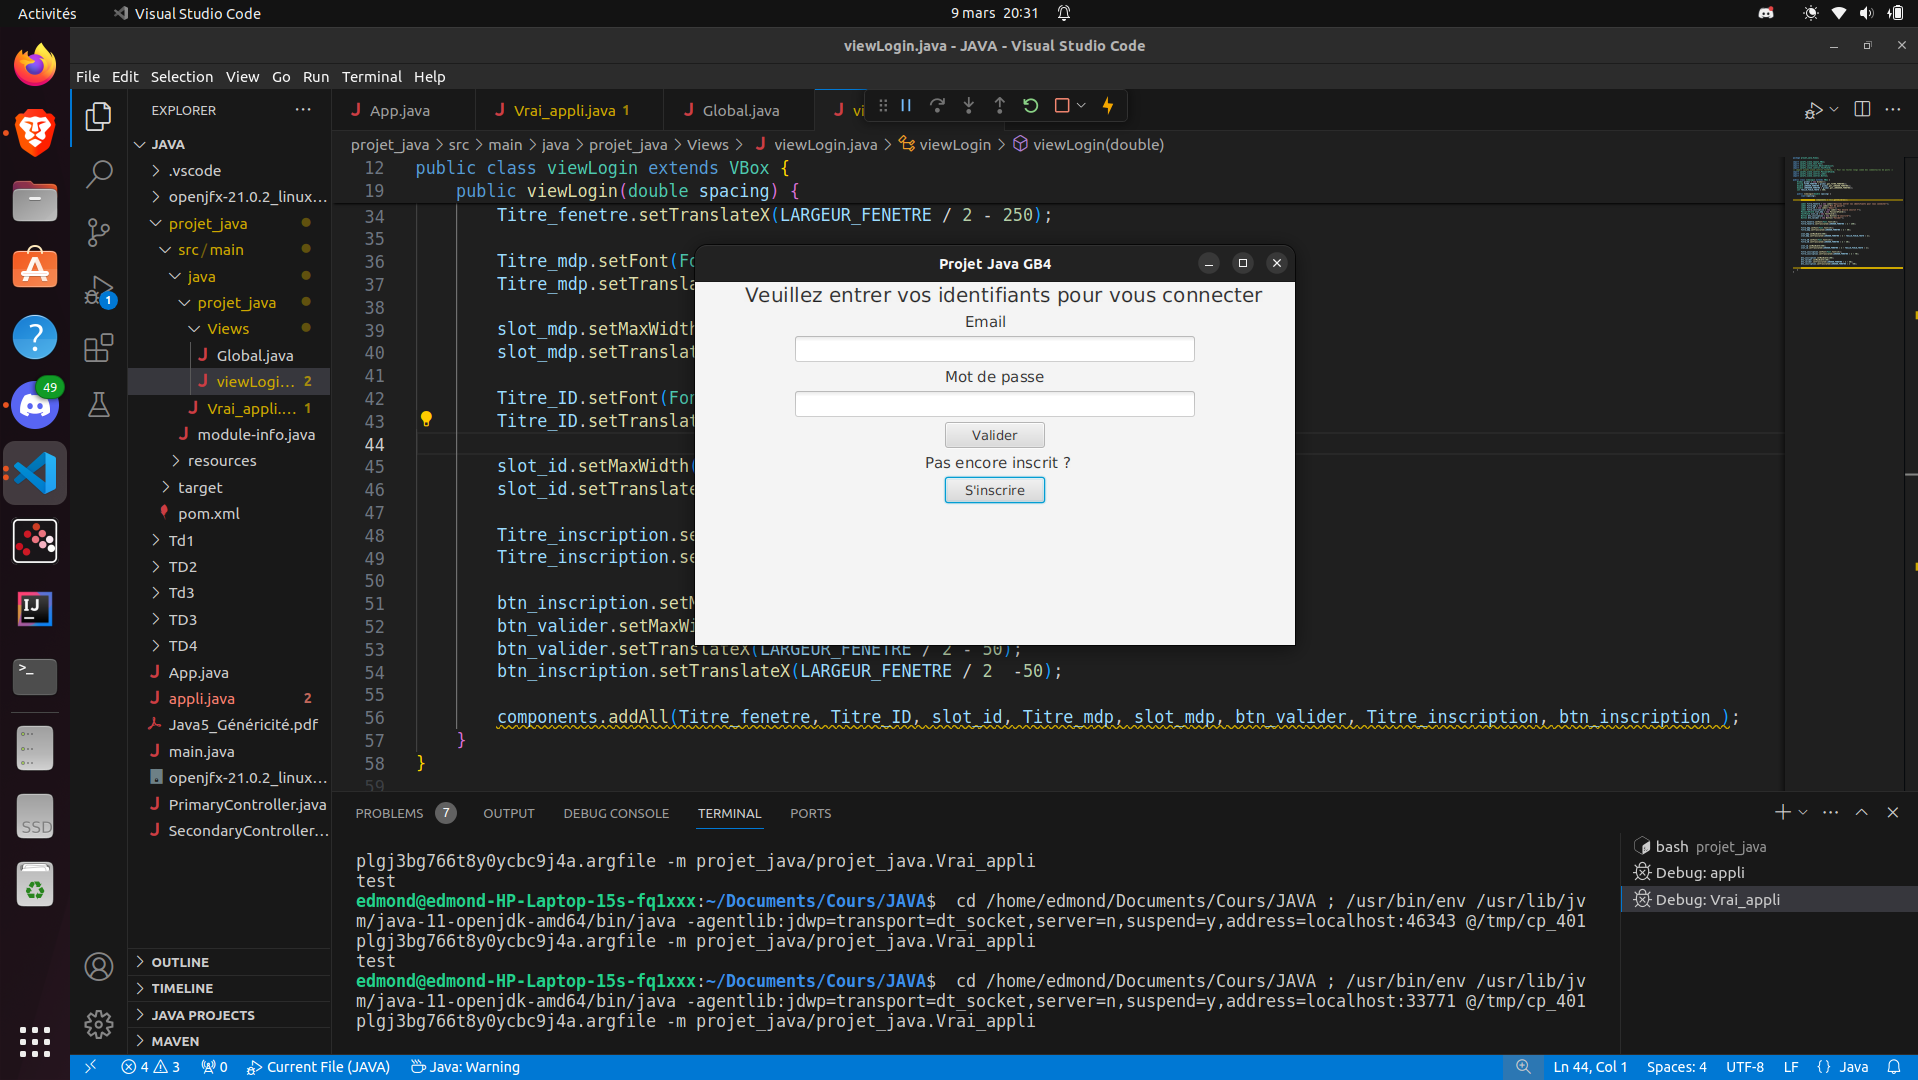 Activités
Visual Studio Code
9 mars 20:31
viewLogin.java - JAVA - Visual Studio Code
File Edit Selection View Go Run Terminal Help
EXPLORER
App.java
Vrai_appli.java 1
Global.java
vi
projet_java > src > main > java > projet_java > Views > viewLogin.java > viewLogin > viewLogin(double)
JAVA
.vscode
openjfx-21.0.2_linux...
projet_java
src/main
java
projet_java
Views
Global.java
viewLogi... 2
Vrai_appli.... 1
module-info.java
resources
target
pom.xml
Td1
TD2
Td3
TD3
TD4
App.java
appli.java 2
Java5_Généricité.pdf
main.java
openjfx-21.0.2_linux...
PrimaryController.java
SecondaryController...
OUTLINE
TIMELINE
JAVA PROJECTS
MAVEN
49
1
SSD
12 public class viewLogin extends VBox {
19 public viewLogin(double spacing) {
34 Titre_fenetre.setTranslateX(LARGEUR_FENETRE / 2 - 250);
35
36 Titre_mdp.setFont(Fo
37 Titre_mdp.setTransla
38
39 slot_mdp.setMaxWidth
40 slot_mdp.setTranslat
41
42 Titre_ID.setFont(Fon
43 Titre_ID.setTranslat
44
45 slot_id.setMaxWidth(
46 slot_id.setTranslate
47
48 Titre_inscription.se
49 Titre_inscription.se
50
51 btn_inscription.setM
52 btn_valider.setMaxWi
53 btn_valider.setTranslateX(LARGEUR_FENETRE / 2 - 50);
54 btn_inscription.setTranslateX(LARGEUR_FENETRE / 2  -50);
55
56 components.addAll(Titre_fenetre, Titre_ID, slot_id, Titre_mdp, slot_mdp, btn_valider, Titre_inscription, btn_inscription );
57 }
58 }
59
Projet Java GB4
Veuillez entrer vos identifiants pour vous connecter
Email
Mot de passe
Valider
Pas encore inscrit ?
S'inscrire
PROBLEMS 7 OUTPUT DEBUG CONSOLE TERMINAL PORTS
plgj3bg766t8y0ycbc9j4a.argfile -m projet_java/projet_java.Vrai_appli
test
edmond@edmond-HP-Laptop-15s-fq1xxx:~/Documents/Cours/JAVA$  cd /home/edmond/Documents/Cours/JAVA ; /usr/bin/env /usr/lib/jv
m/java-11-openjdk-amd64/bin/java -agentlib:jdwp=transport=dt_socket,server=n,suspend=y,address=localhost:46343 @/tmp/cp_401
plgj3bg766t8y0ycbc9j4a.argfile -m projet_java/projet_java.Vrai_appli
test
edmond@edmond-HP-Laptop-15s-fq1xxx:~/Documents/Cours/JAVA$  cd /home/edmond/Documents/Cours/JAVA ; /usr/bin/env /usr/lib/jv
m/java-11-openjdk-amd64/bin/java -agentlib:jdwp=transport=dt_socket,server=n,suspend=y,address=localhost:33771 @/tmp/cp_401
plgj3bg766t8y0ycbc9j4a.argfile -m projet_java/projet_java.Vrai_appli
bash projet_java
Debug: appli
Debug: Vrai_appli
4 3 0 Current File (JAVA) Java: Warning
Ln 44, Col 1 Spaces: 4 UTF-8 LF {} Java